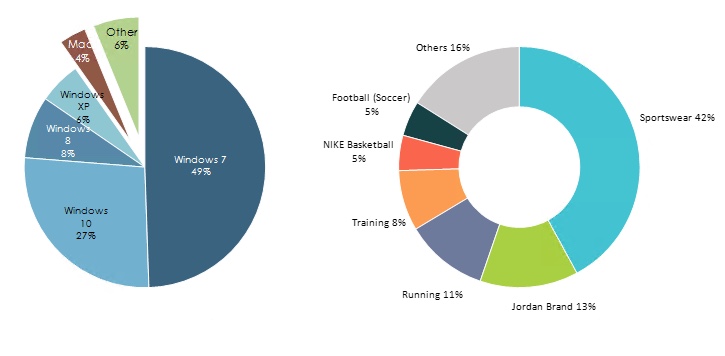 Other
6%
Mac
4%
Windows
XP
6%
Windows
8
8%
Windows 7
49%
Windows
10
27%
Others 16%
Football (Soccer)
5%
Sportswear 42%
NIKE Basketball
5%
Training 8%
Running 11%
Jordan Brand 13%